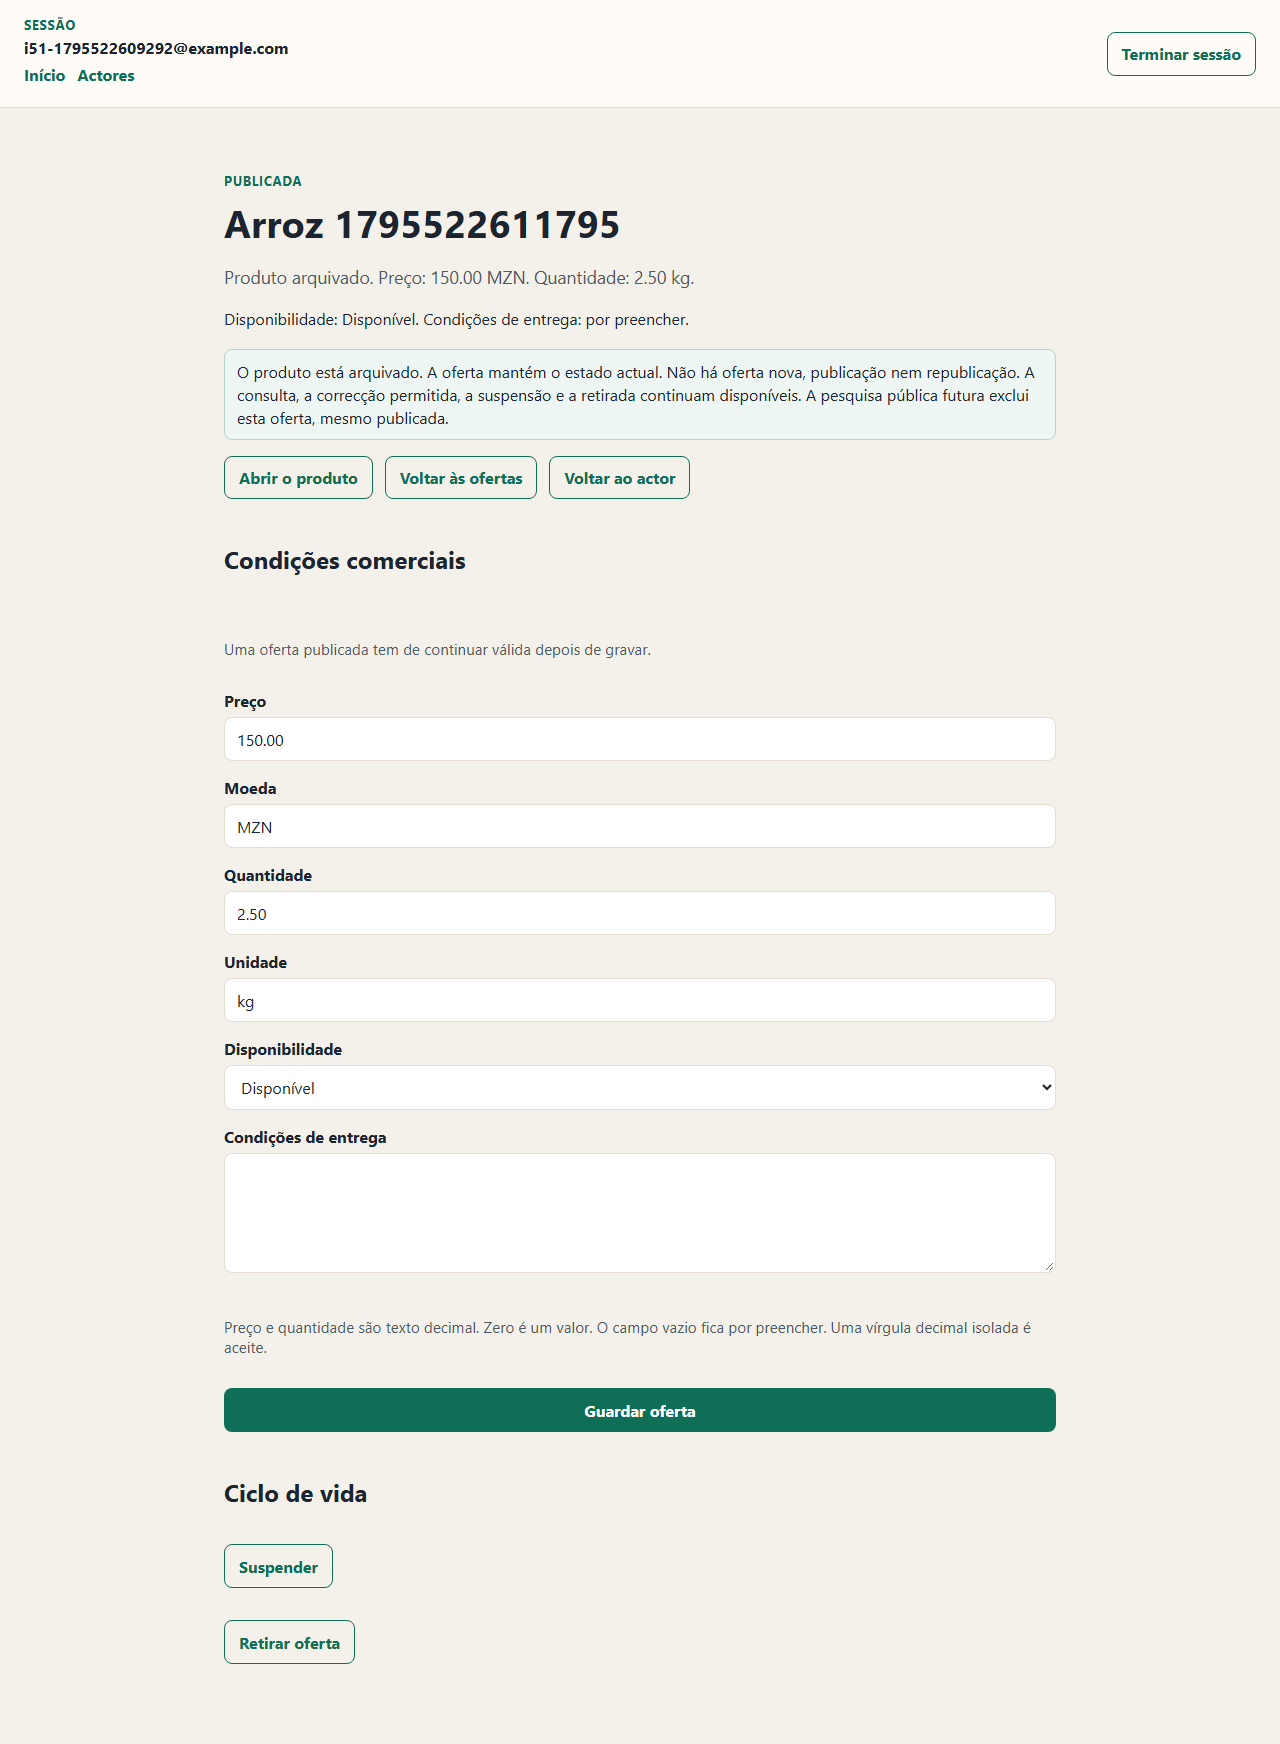 SESSÃO
i51-1795522609292@example.com
Início Actores
Terminar sessão
PUBLICADA
Arroz 1795522611795
Produto arquivado. Preço: 150.00 MZN. Quantidade: 2.50 kg.
Disponibilidade: Disponível. Condições de entrega: por preencher.
O produto está arquivado. A oferta mantém o estado actual. Não há oferta nova, publicação nem republicação. A
consulta, a correcção permitida, a suspensão e a retirada continuam disponíveis. A pesquisa pública futura exclui
esta oferta, mesmo publicada.
Abrir o produto Voltar às ofertas Voltar ao actor
Condições comerciais
Uma oferta publicada tem de continuar válida depois de gravar.
Preço
150.00
Moeda
MZN
Quantidade
2.50
Unidade
kg
Disponibilidade
Disponível
Condições de entrega
Preço e quantidade são texto decimal. Zero é um valor. O campo vazio fica por preencher. Uma vírgula decimal isolada é
aceite.
Guardar oferta
Ciclo de vida
Suspender
Retirar oferta